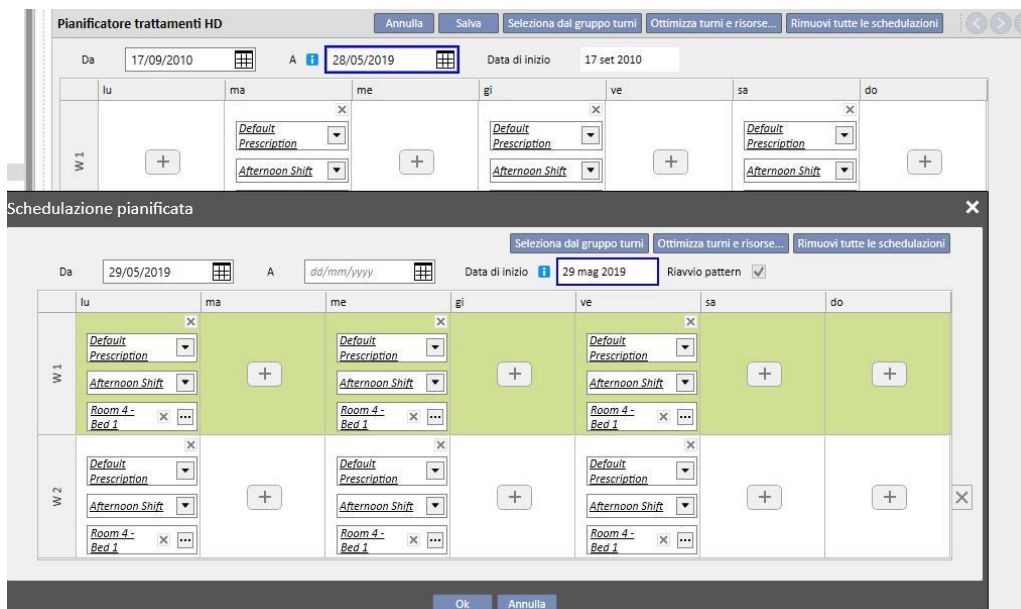 Pianificatore trattamenti HD Annulla Salva Seleziona dal gruppo turni Ottimizza turni e risorse... Rimuovi tutte le schedulazioni
Da 17/09/2010 A 28/05/2019 Data di inizio 17 set 2010
lu ma me gi ve sa do
Default Default Default
Prescription Prescription Prescription
W 1
Afternoon Shift Afternoon Shift Afternoon Shift
Schedulazione pianificata
Seleziona dal gruppo turni Ottimizza turni e risorse... Rimuovi tutte le schedulazioni
Da 29/05/2019 A dd/mm/yyyy Data di inizio 29 mag 2019 Riavvio pattern
lu ma me gi ve sa do
Default Default Default
Prescription Prescription Prescription
W 1
Afternoon Shift Afternoon Shift Afternoon Shift
Room 4 - Room 4 - Room 4 -
Bed 1 Bed 1 Bed 1
Default Default Default
Prescription Prescription Prescription
W 2
Afternoon Shift Afternoon Shift Afternoon Shift
Room 4 - Room 4 - Room 4 -
Bed 1 Bed 1 Bed 1
Ok Annulla